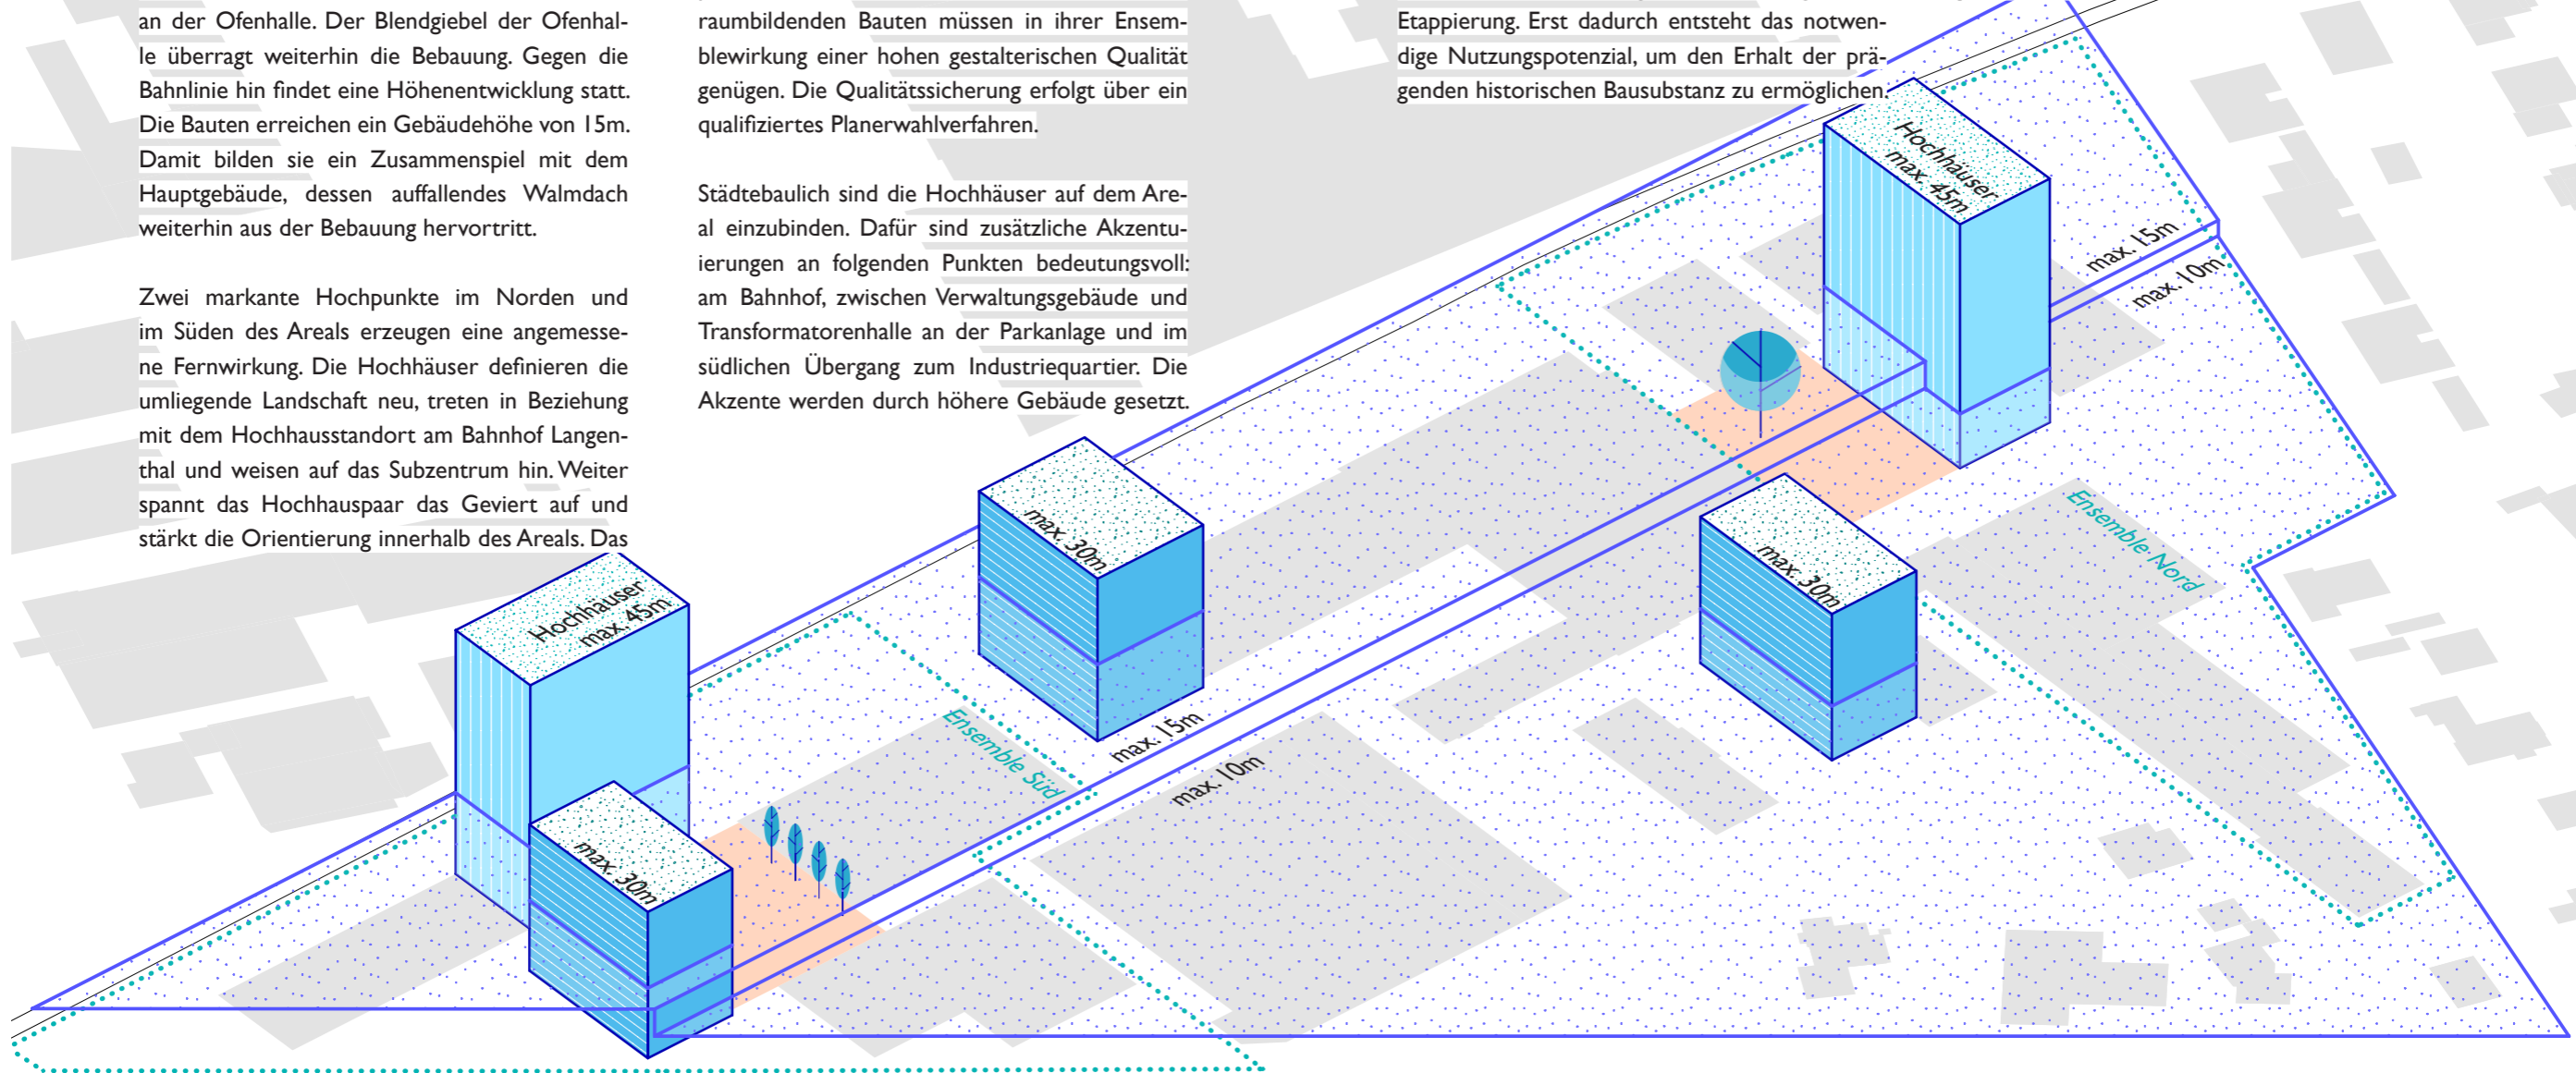 an der Ofenhalle. Der Blendgiebel der Ofenhal-
le überragt weiterhin die Bebauung. Gegen die
Bahnlinie hin findet eine Höhenentwicklung statt.
Die Bauten erreichen ein Gebäudehöhe von 15m.
Damit bilden sie ein Zusammenspiel mit dem
Hauptgebäude, dessen auffallendes Walmdach
weiterhin aus der Bebauung hervortritt.
Zwei markante Hochpunkte im Norden und
im Süden des Areals erzeugen eine angemesse-
ne Fernwirkung. Die Hochhäuser definieren die
umliegende Landschaft neu, treten in Beziehung
mit dem Hochhausstandort am Bahnhof Langen-
thal und weisen auf das Subzentrum hin. Weiter
spannt das Hochhauspaar das Geviert auf und
stärkt die Orientierung innerhalb des Areals. Das
raumbildenden Bauten müssen in ihrer Ensem-
blewirkung einer hohen gestalterischen Qualität
genügen. Die Qualitätssicherung erfolgt über ein
qualifiziertes Planerwahlverfahren.
Städtebaulich sind die Hochhäuser auf dem Are-
al einzubinden. Dafür sind zusätzliche Akzentu-
ierungen an folgenden Punkten bedeutungsvoll:
am Bahnhof, zwischen Verwaltungsgebäude und
Transformatorenhalle an der Parkanlage und im
südlichen Übergang zum Industriequartier. Die
Akzente werden durch höhere Gebäude gesetzt.
Etappierung. Erst dadurch entsteht das notwen-
dige Nutzungspotenzial, um den Erhalt der prä-
genden historischen Bausubstanz zu ermöglichen.
Hochhäuser
max. 45m
max. 15m
max. 10m
max. 30m
max. 30m
Ensemble Nord
Hochhäuser
max. 45m
Ensemble Süd
max. 15m
max. 10m
max. 30m